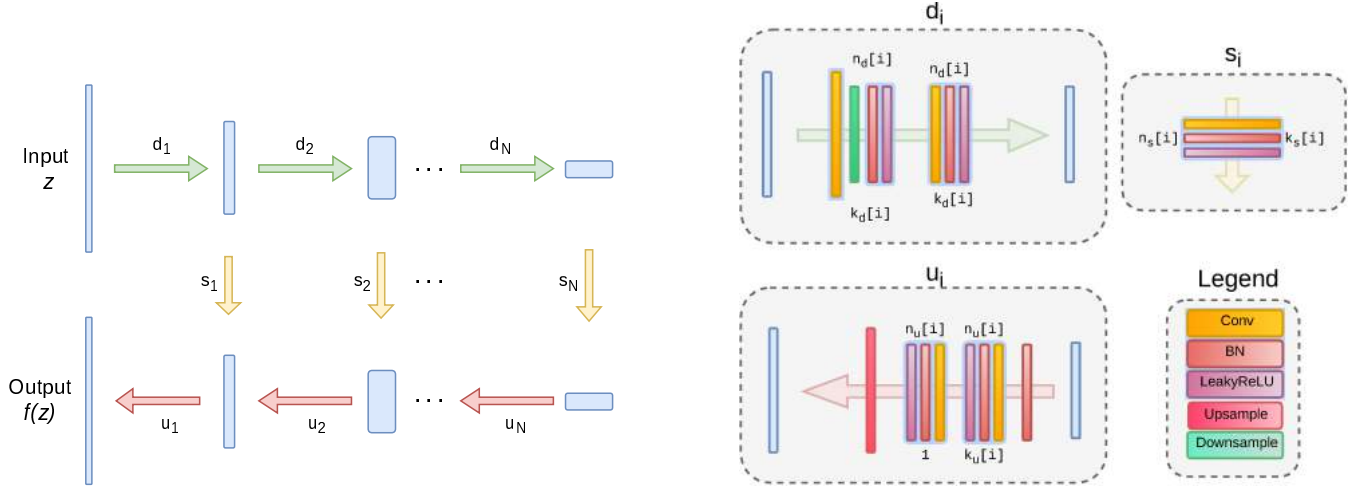 Input
z
d1
d2
...
dN
s1
s2
...
sN
Output
f(z)
u1
u2
...
uN
di
nd[i]
nd[i]
kd[i]
kd[i]
si
ns[i]
ks[i]
ui
nu[i]
nu[i]
1
ku[i]
Legend
Conv
BN
LeakyReLU
Upsample
Downsample